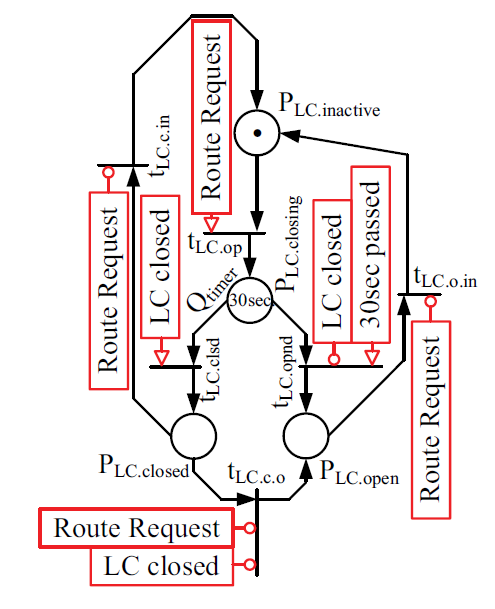 Route Request
P_LC.inactive
t_LC.c.in
Route Request
LC closed
t_LC.op
P_LC.closing
LC closed
30sec passed
Q_timer
30sec
t_LC.o.in
Route Request
t_LC.clsd
t_LC.opnd
P_LC.closed
t_LC.c.o
P_LC.open
Route Request
LC closed